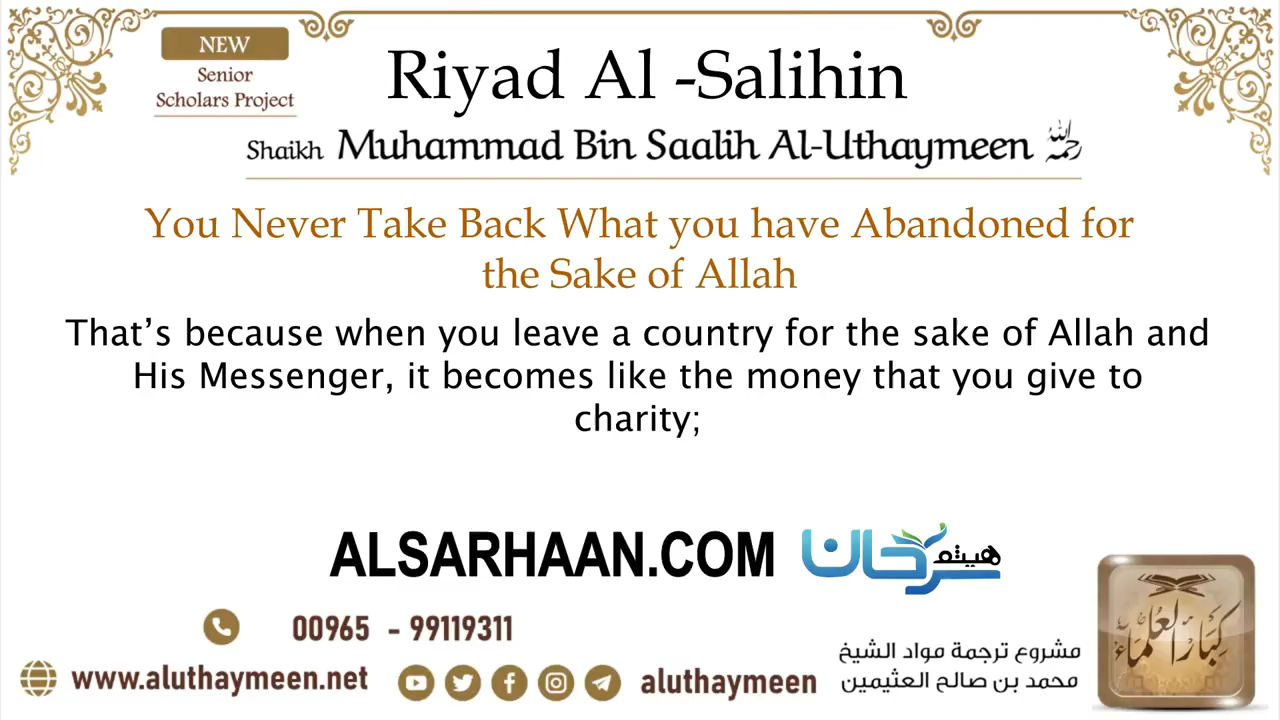 NEW
Senior
Scholars Project
Riyad Al -Salihin
Shaikh Muhammad Bin Saalih Al-Uthaymeen رحمه الله
You Never Take Back What you have Abandoned for
the Sake of Allah
That’s because when you leave a country for the sake of Allah and
His Messenger, it becomes like the money that you give to
charity;
ALSARHAAN.COM هيثم سرحان
00965 - 99119311
www.aluthaymeen.net
aluthaymeen
مشروع ترجمة مواد الشيخ
محمد بن صالح العثيمين
كبار العلماء